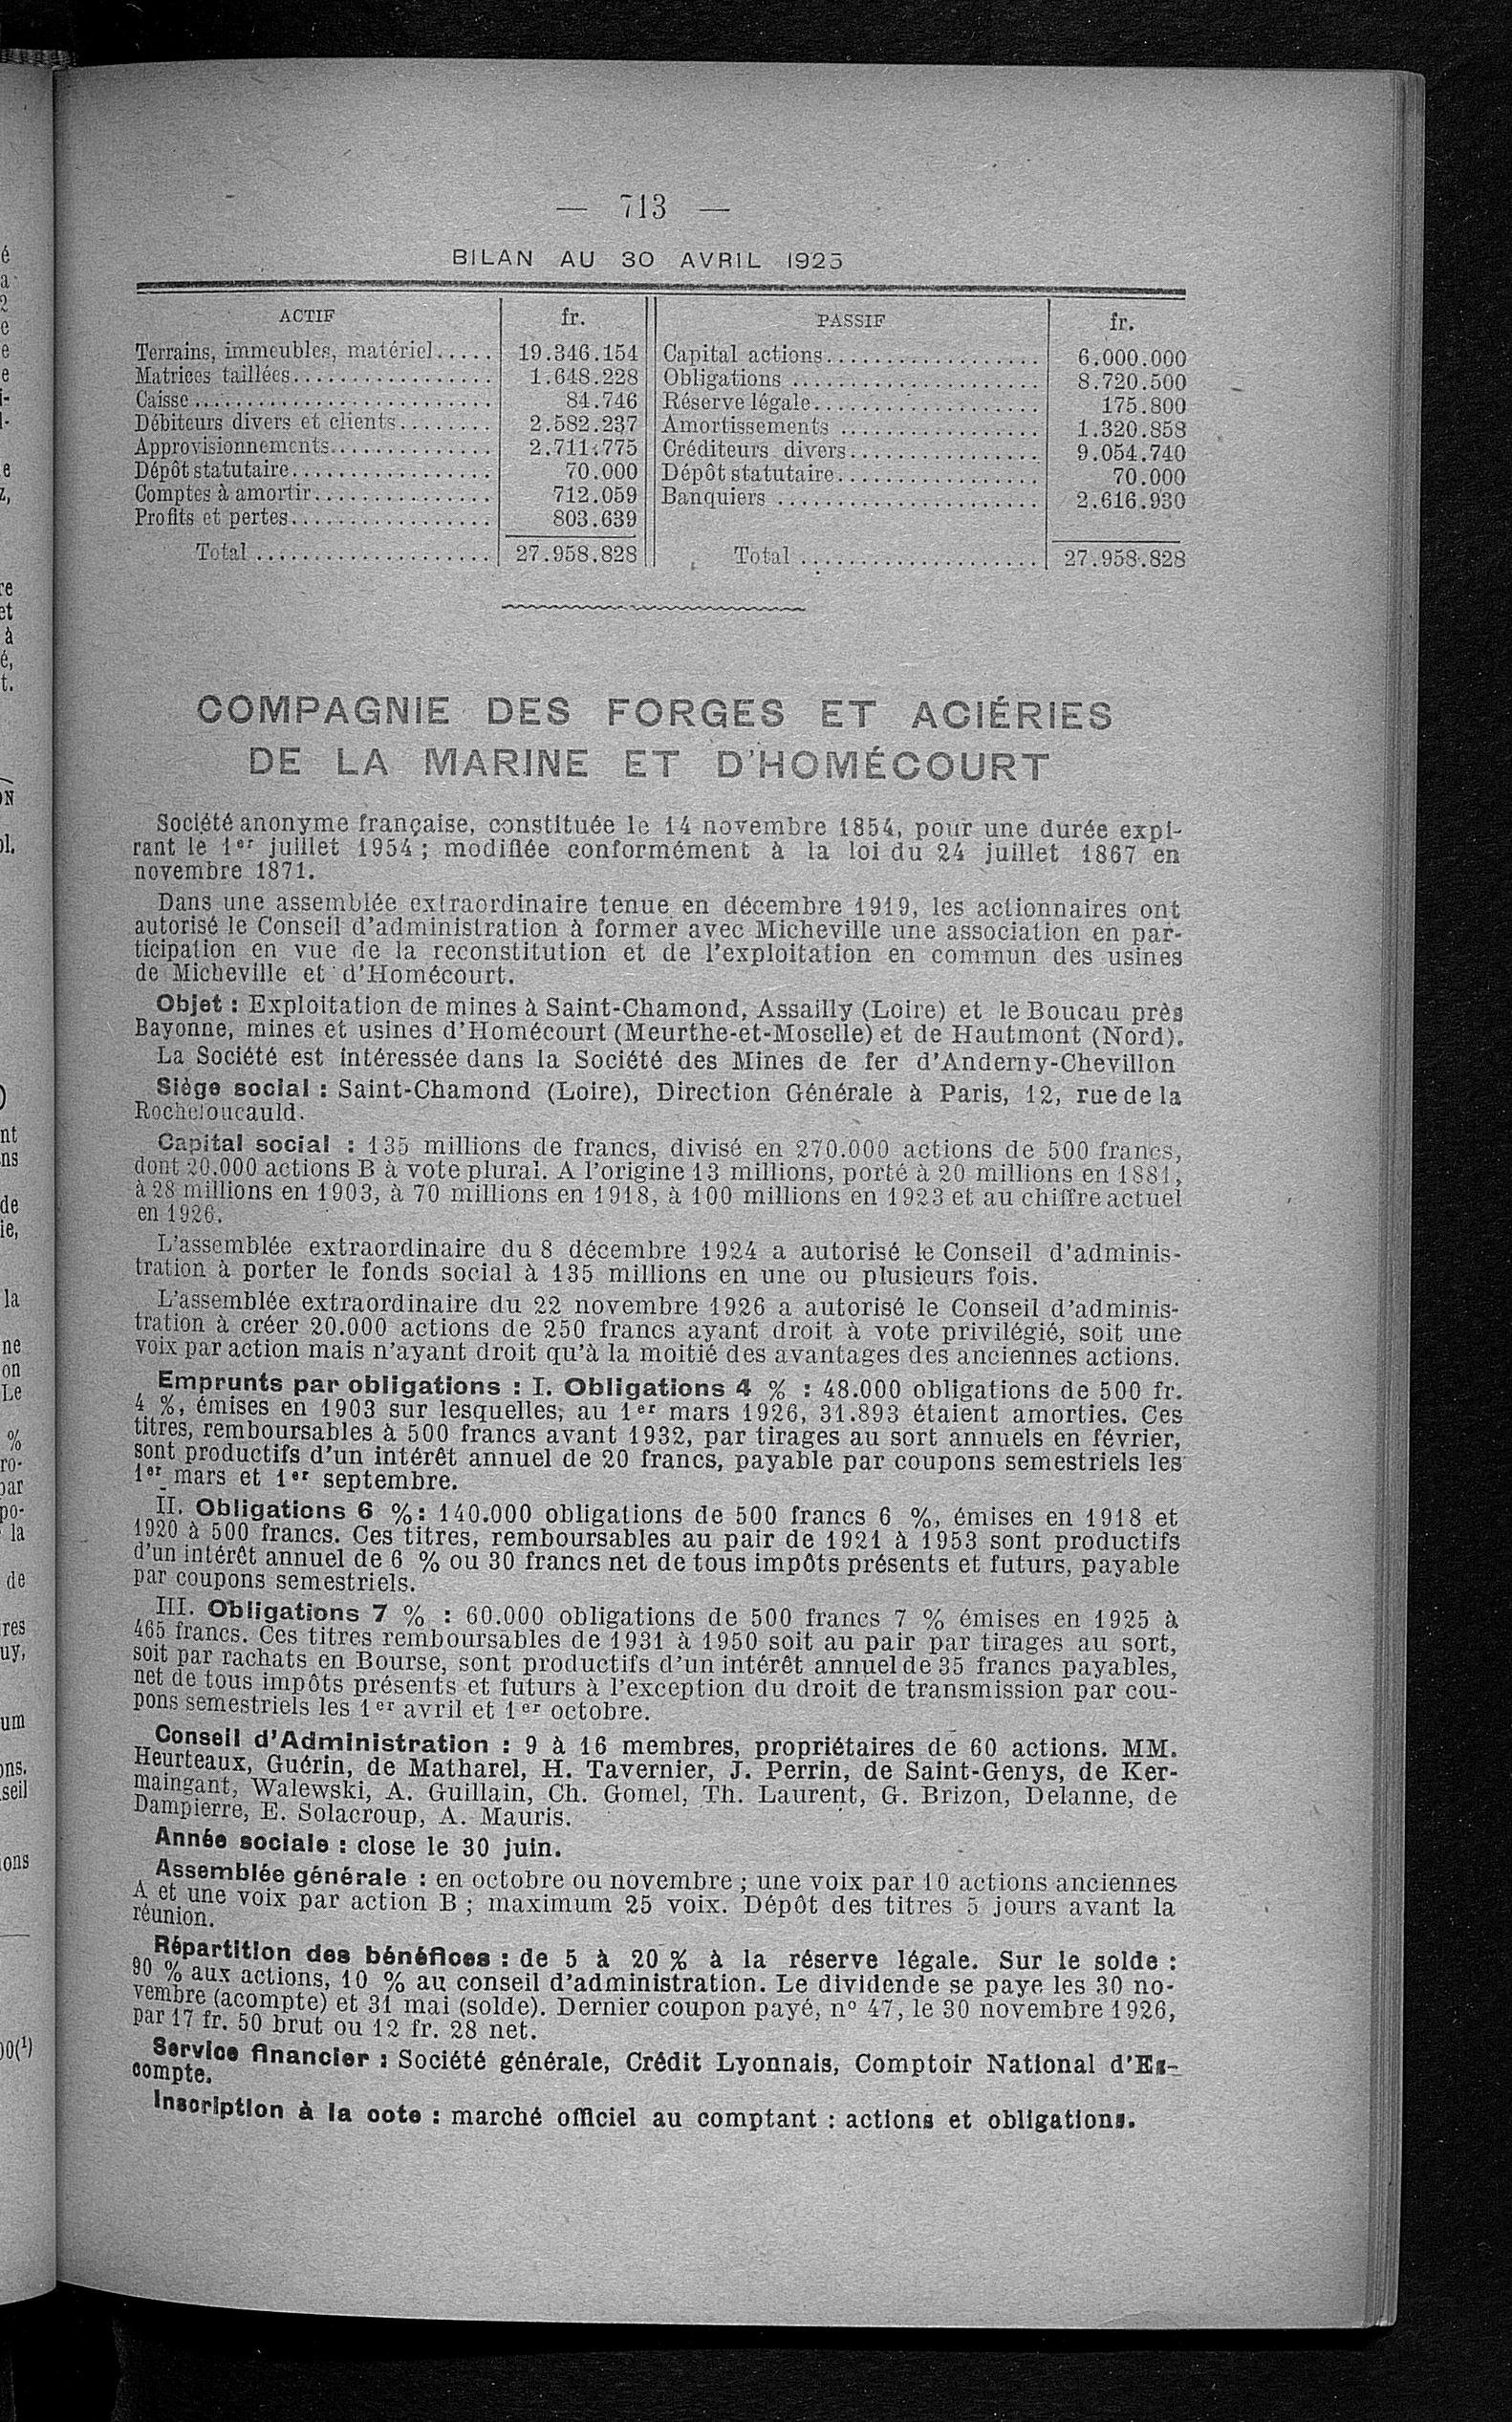 — 713 —
BILAN AU 30 AVRIL 1925
ACTIF fr. PASSIF fr.
Terrains, immeubles, matériel..... 19.346.154 Capital actions.................. 6.000.000
Matrices taillées................. 1.648.228 Obligations ..................... 8.720.500
Caisse .......................... 84.746 Réserve légale................... 175.800
Débiteurs divers et clients........ 2.582.237 Amortissements ................. 1.320.858
Approvisionnements.............. 2.711.775 Créditeurs divers................ 9.054.740
Dépôt statutaire................. 70.000 Dépôt statutaire................. 70.000
Comptes à amortir............... 712.059 Banquiers ...................... 2.616.930
Profits et pertes................. 803.639
Total .................... 27.958.828 Total .................... 27.958.828
COMPAGNIE DES FORGES ET ACIÉRIES
DE LA MARINE ET D'HOMÉCOURT
Société anonyme française, constituée le 14 novembre 1854, pour une durée expi-
rant le 1er juillet 1954 ; modifiée conformément à la loi du 24 juillet 1867 en
novembre 1871.
Dans une assemblée extraordinaire tenue en décembre 1919, les actionnaires ont
autorisé le Conseil d'administration à former avec Micheville une association en par-
ticipation en vue de la reconstitution et de l'exploitation en commun des usines
de Micheville et d'Homécourt.
Objet : Exploitation de mines à Saint-Chamond, Assailly (Loire) et le Boucau près
Bayonne, mines et usines d'Homécourt (Meurthe-et-Moselle) et de Hautmont (Nord).
La Société est intéressée dans la Société des Mines de fer d'Anderny-Chevillon
Siège social : Saint-Chamond (Loire), Direction Générale à Paris, 12, rue de la
Rochefoucauld.
Capital social : 135 millions de francs, divisé en 270.000 actions de 500 francs,
dont 20.000 actions B à vote plural. A l'origine 13 millions, porté à 20 millions en 1881,
à 28 millions en 1903, à 70 millions en 1918, à 100 millions en 1923 et au chiffre actuel
en 1926.
L'assemblée extraordinaire du 8 décembre 1924 a autorisé le Conseil d'adminis-
tration à porter le fonds social à 135 millions en une ou plusieurs fois.
L'assemblée extraordinaire du 22 novembre 1926 a autorisé le Conseil d'adminis-
tration à créer 20.000 actions de 250 francs ayant droit à vote privilégié, soit une
voix par action mais n'ayant droit qu'à la moitié des avantages des anciennes actions.
Emprunts par obligations : I. Obligations 4 % : 48.000 obligations de 500 fr.
4 %, émises en 1903 sur lesquelles, au 1er mars 1926, 31.893 étaient amorties. Ces
titres, remboursables à 500 francs avant 1932, par tirages au sort annuels en février,
sont productifs d'un intérêt annuel de 20 francs, payable par coupons semestriels les
1er mars et 1er septembre.
II. Obligations 6 % : 140.000 obligations de 500 francs 6 %, émises en 1918 et
1920 à 500 francs. Ces titres, remboursables au pair de 1921 à 1953 sont productifs
d'un intérêt annuel de 6 % ou 30 francs net de tous impôts présents et futurs, payable
par coupons semestriels.
III. Obligations 7 % : 60.000 obligations de 500 francs 7 % émises en 1925 à
465 francs. Ces titres remboursables de 1931 à 1950 soit au pair par tirages au sort,
soit par rachats en Bourse, sont productifs d'un intérêt annuel de 35 francs payables,
net de tous impôts présents et futurs à l'exception du droit de transmission par cou-
pons semestriels les 1er avril et 1er octobre.
Conseil d'Administration : 9 à 16 membres, propriétaires de 60 actions. MM.
Heurteaux, Guérin, de Matharel, H. Tavernier, J. Perrin, de Saint-Genys, de Ker-
maingant, Walewski, A. Guillain, Ch. Gomel, Th. Laurent, G. Brizon, Delanne, de
Dampierre, E. Solacroup, A. Mauris.
Année sociale : close le 30 juin.
Assemblée générale : en octobre ou novembre ; une voix par 10 actions anciennes
A et une voix par action B ; maximum 25 voix. Dépôt des titres 5 jours avant la
réunion.
Répartition des bénéfices : de 5 à 20 % à la réserve légale. Sur le solde :
90 % aux actions, 10 % au conseil d'administration. Le dividende se paye les 30 no-
vembre (acompte) et 31 mai (solde). Dernier coupon payé, n° 47, le 30 novembre 1926,
par 17 fr. 50 brut ou 12 fr. 28 net.
Service financier : Société générale, Crédit Lyonnais, Comptoir National d'Es-
compte.
Inscription à la cote : marché officiel au comptant : actions et obligations.